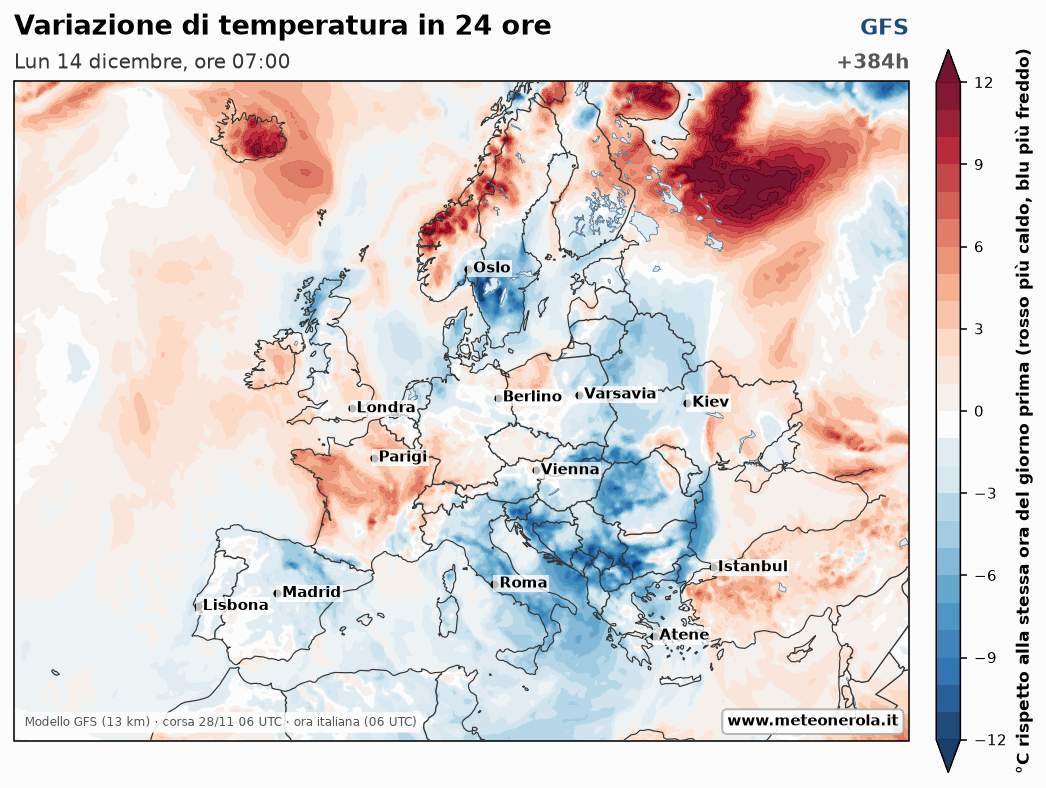 Variazione di temperatura in 24 ore
GFS
Lun 14 dicembre, ore 07:00
+384h
Oslo
Londra
Berlino
Varsavia
Kiev
Parigi
Vienna
Roma
Istanbul
Madrid
Lisbona
Atene
Modello GFS (13 km) · corsa 28/11 06 UTC · ora italiana (06 UTC)
www.meteonerola.it
12
9
6
3
0
−3
−6
−9
−12
°C rispetto alla stessa ora del giorno prima (rosso più caldo, blu più freddo)